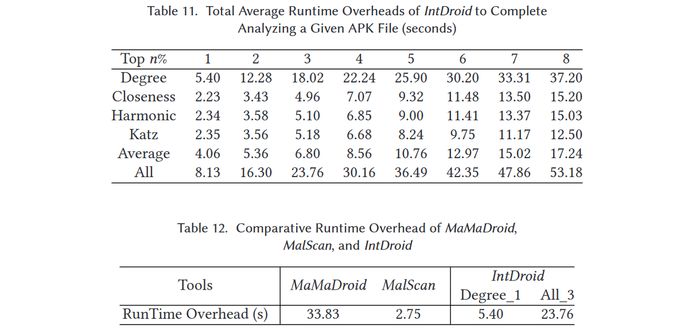 Table 11. Total Average Runtime Overheads of IntDroid to Complete
Analyzing a Given APK File (seconds)
Top n% 1 2 3 4 5 6 7 8
Degree 5.40 12.28 18.02 22.24 25.90 30.20 33.31 37.20
Closeness 2.23 3.43 4.96 7.07 9.32 11.48 13.50 15.20
Harmonic 2.34 3.58 5.10 6.85 9.00 11.41 13.37 15.03
Katz 2.35 3.56 5.18 6.68 8.24 9.75 11.17 12.50
Average 4.06 5.36 6.80 8.56 10.76 12.97 15.02 17.24
All 8.13 16.30 23.76 30.16 36.49 42.35 47.86 53.18
Table 12. Comparative Runtime Overhead of MaMaDroid,
MalScan, and IntDroid
Tools MaMaDroid MalScan IntDroid
Degree_1 All_3
RunTime Overhead (s) 33.83 2.75 5.40 23.76